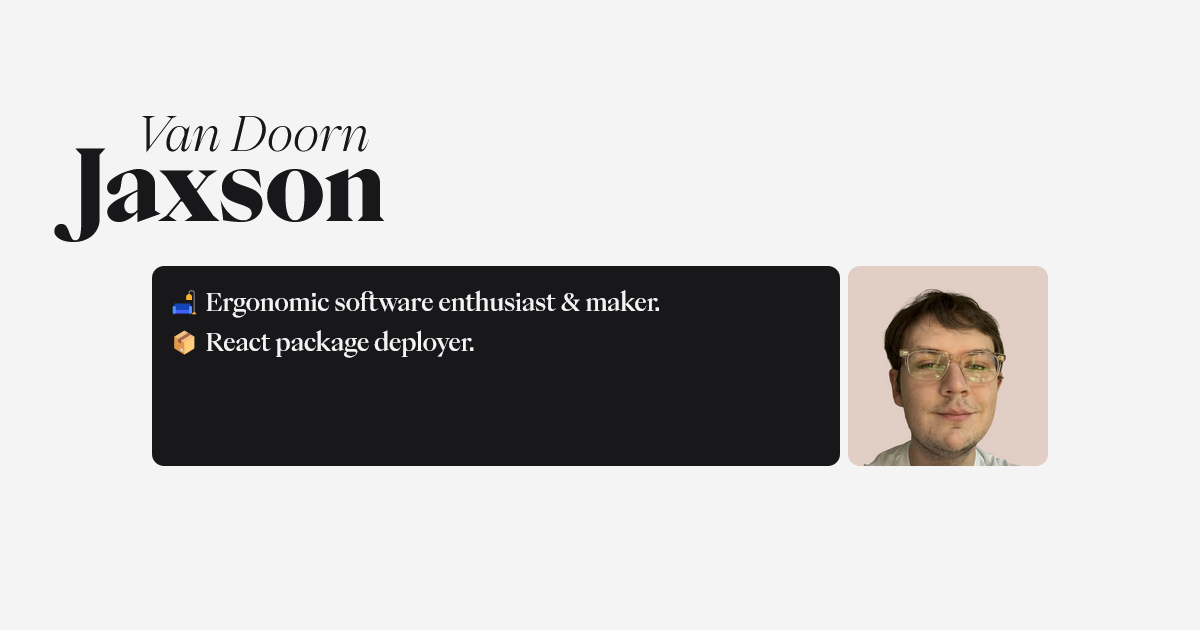 Van Doorn
Jaxson
🛋️ Ergonomic software enthusiast & maker.
📦 React package deployer.